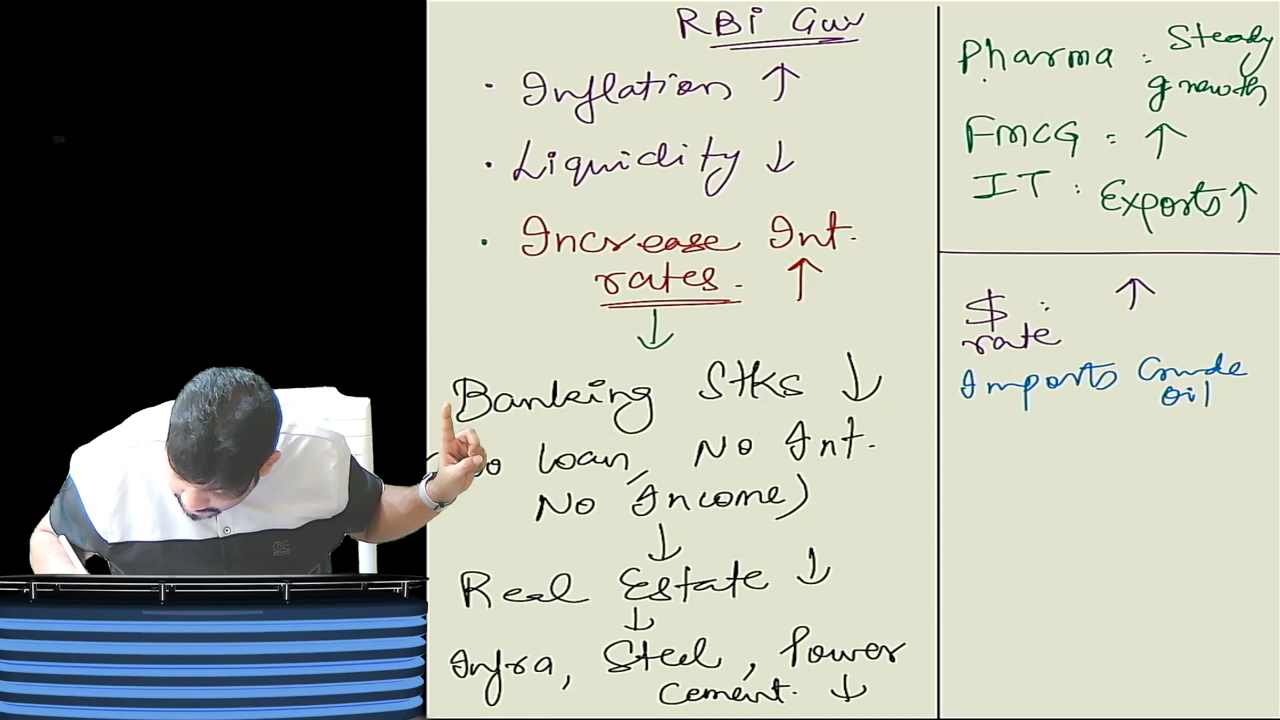 RBi Guv
· Inflation ↑
· Liquidity ↓
· Increase Int.
rates. ↑
↓
Banking Stks ↓
loan, No Int.
No Income)
↓
Real Estate ↓
↓
Infra, Steel, Power
cement. ↓
Pharma : Steady
growth
FMCG = ↑
IT : Exports ↑
$ : ↑
rate
Imports Crude
oil